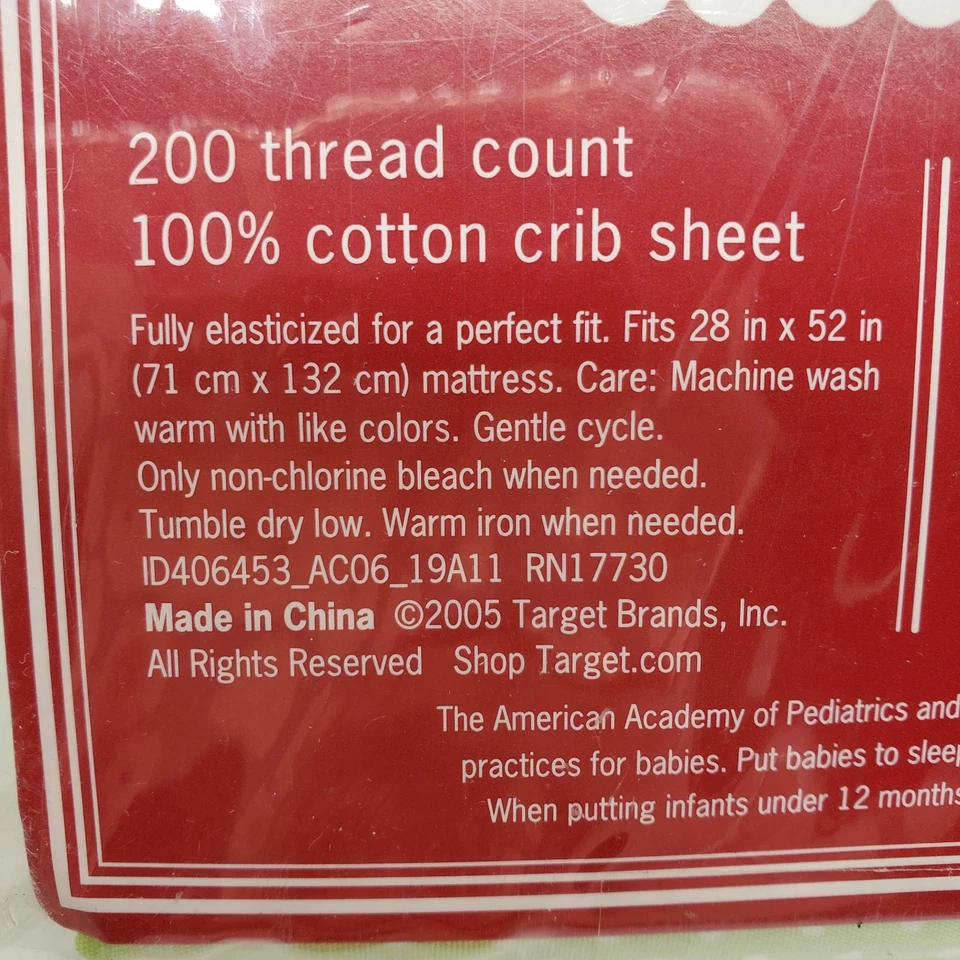 200 thread count
100% cotton crib sheet
Fully elasticized for a perfect fit. Fits 28 in x 52 in
(71 cm x 132 cm) mattress. Care: Machine wash
warm with like colors. Gentle cycle.
Only non-chlorine bleach when needed.
Tumble dry low. Warm iron when needed.
ID406453_AC06_19A11 RN17730
Made in China ©2005 Target Brands, Inc.
All Rights Reserved Shop Target.com
The American Academy of Pediatrics and
practices for babies. Put babies to sleep
When putting infants under 12 months